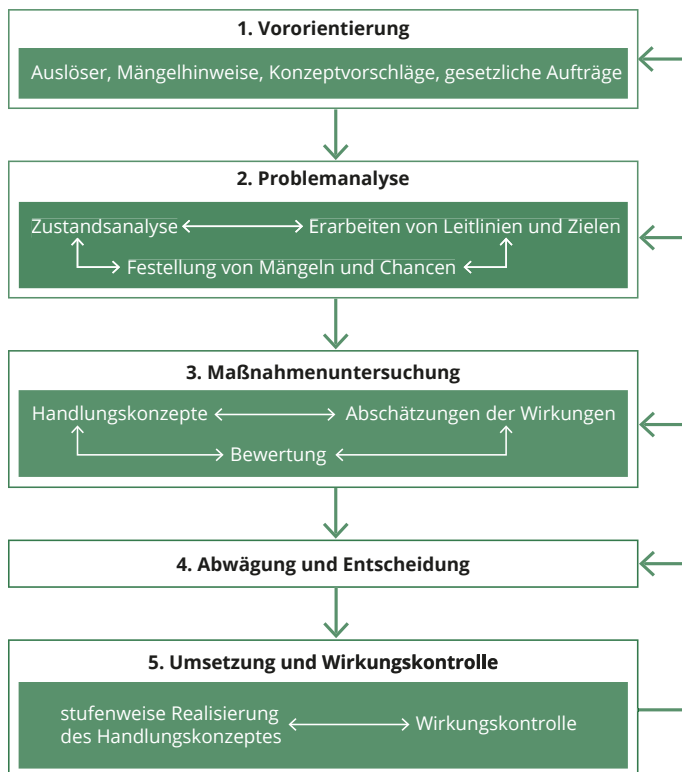 1. Vororientierung
Auslöser, Mängelhinweise, Konzeptvorschläge, gesetzliche Aufträge
2. Problemanalyse
Zustandsanalyse
Erarbeiten von Leitlinien und Zielen
Festellung von Mängeln und Chancen
3. Maßnahmenuntersuchung
Handlungskonzepte
Abschätzungen der Wirkungen
Bewertung
4. Abwägung und Entscheidung
5. Umsetzung und Wirkungskontrolle
stufenweise Realisierung
des Handlungskonzeptes
Wirkungskontrolle